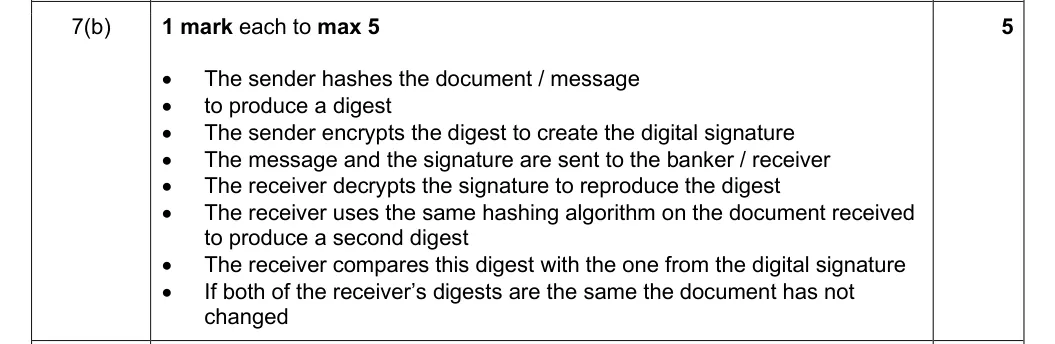 7(b)
1 mark each to max 5
5
• The sender hashes the document / message
• to produce a digest
• The sender encrypts the digest to create the digital signature
• The message and the signature are sent to the banker / receiver
• The receiver decrypts the signature to reproduce the digest
• The receiver uses the same hashing algorithm on the document received
to produce a second digest
• The receiver compares this digest with the one from the digital signature
• If both of the receiver’s digests are the same the document has not
changed